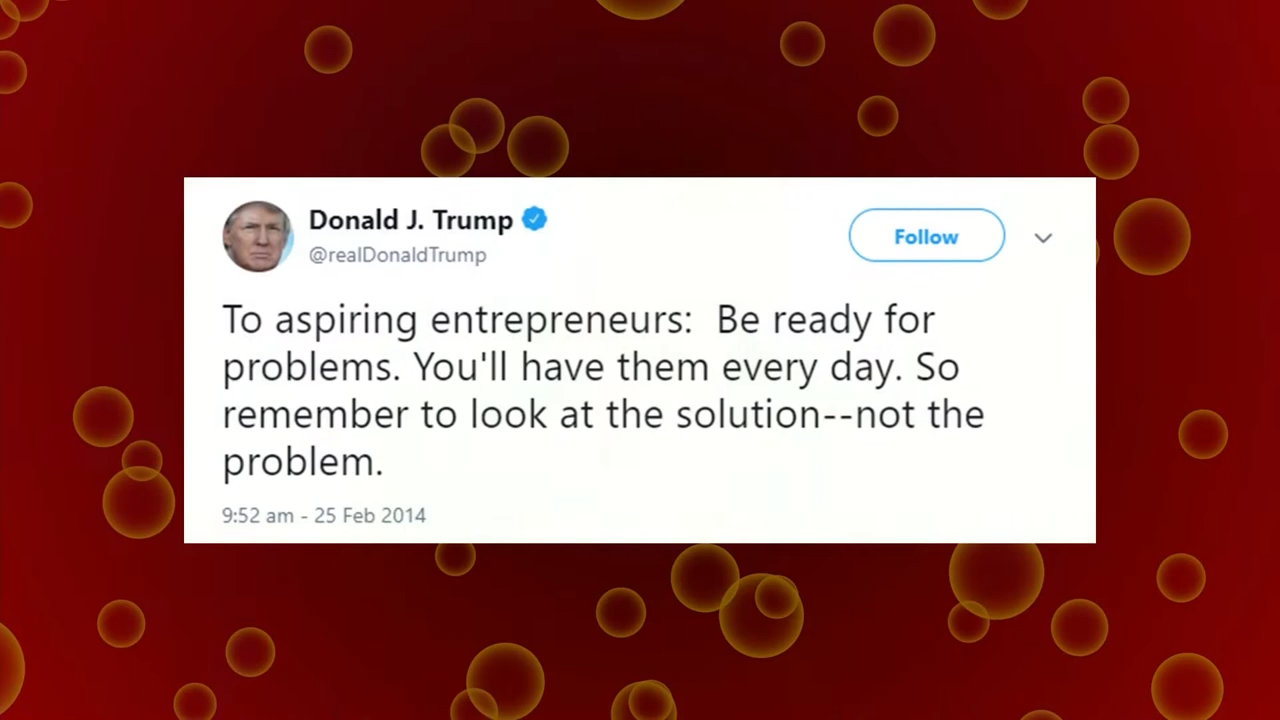 Donald J. Trump
@realDonaldTrump
Follow
To aspiring entrepreneurs:  Be ready for
problems. You'll have them every day. So
remember to look at the solution--not the
problem.
9:52 am - 25 Feb 2014